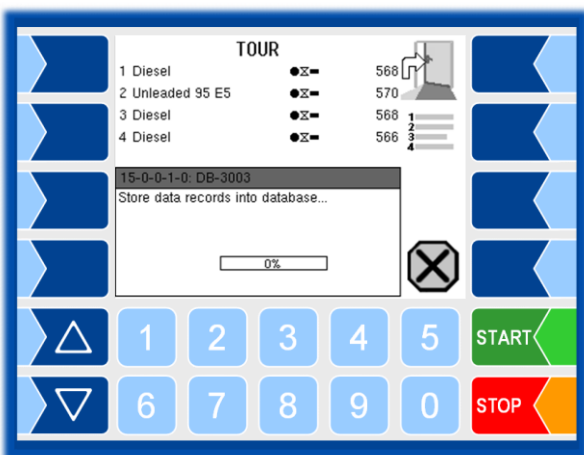 TOUR
1 Diesel 568
2 Unleaded 95 E5 570
3 Diesel 568
4 Diesel 566
1
2
3
4
15-0-0-1-0: DB-3003
Store data records into database...
0%
START
1 2 3 4 5
STOP
6 7 8 9 0